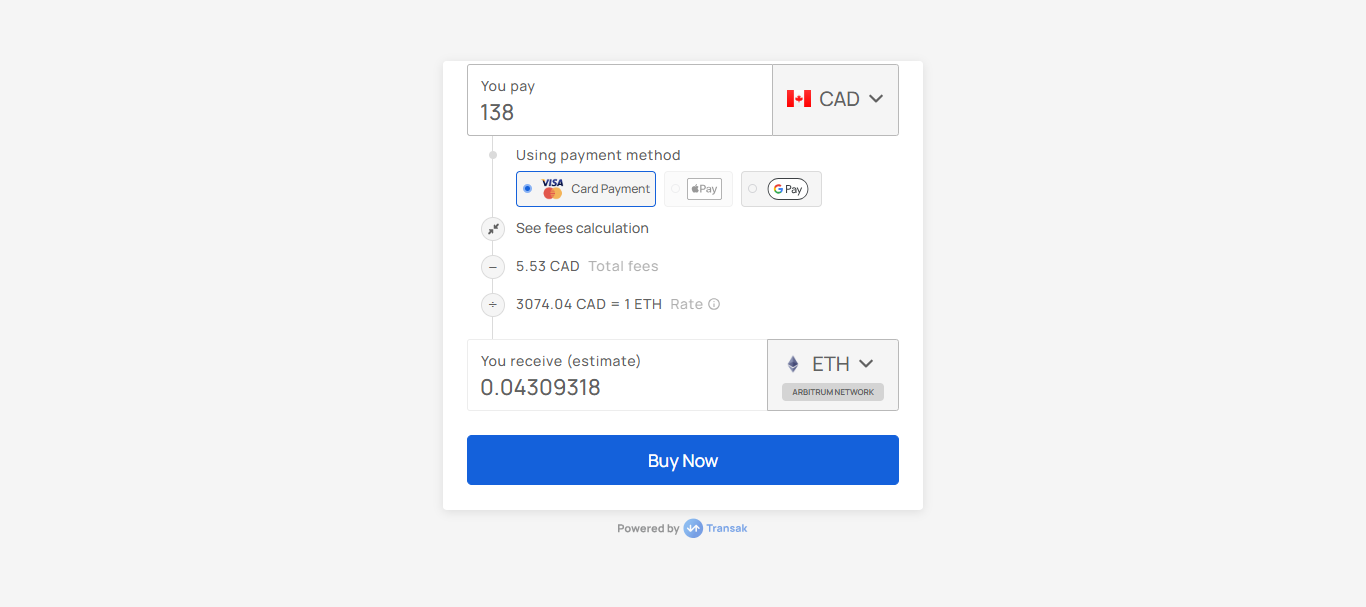 You pay
138
CAD
Using payment method
VISA Card Payment
Pay
G Pay
See fees calculation
− 5.53 CAD Total fees
÷ 3074.04 CAD = 1 ETH Rate
You receive (estimate)
0.04309318
ETH
ARBITRUM NETWORK
Buy Now
Powered by Transak